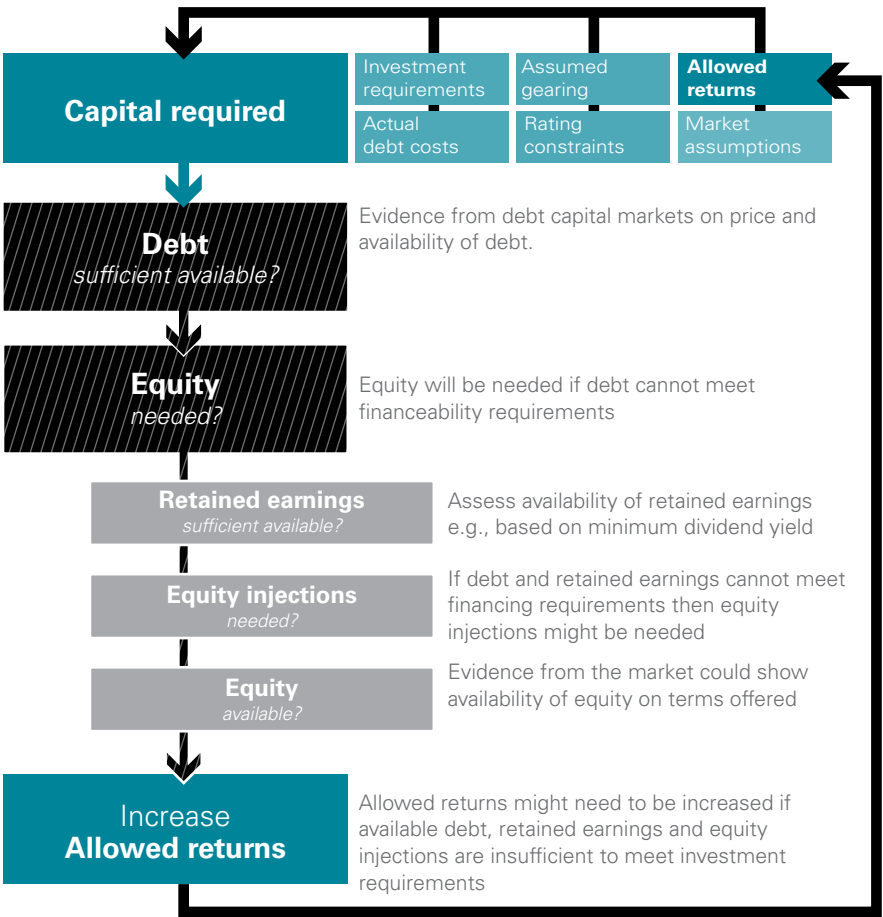 Capital required
Investment
requirements
Assumed
gearing
Allowed
returns
Actual
debt costs
Rating
constraints
Market
assumptions
Debt
sufficient available?
Evidence from debt capital markets on price and
availability of debt.
Equity
needed?
Equity will be needed if debt cannot meet
financeability requirements
Retained earnings
sufficient available?
Assess availability of retained earnings
e.g., based on minimum dividend yield
Equity injections
needed?
If debt and retained earnings cannot meet
financing requirements then equity
injections might be needed
Equity
available?
Evidence from the market could show
availability of equity on terms offered
Increase
Allowed returns
Allowed returns might need to be increased if
available debt, retained earnings and equity
injections are insufficient to meet investment
requirements